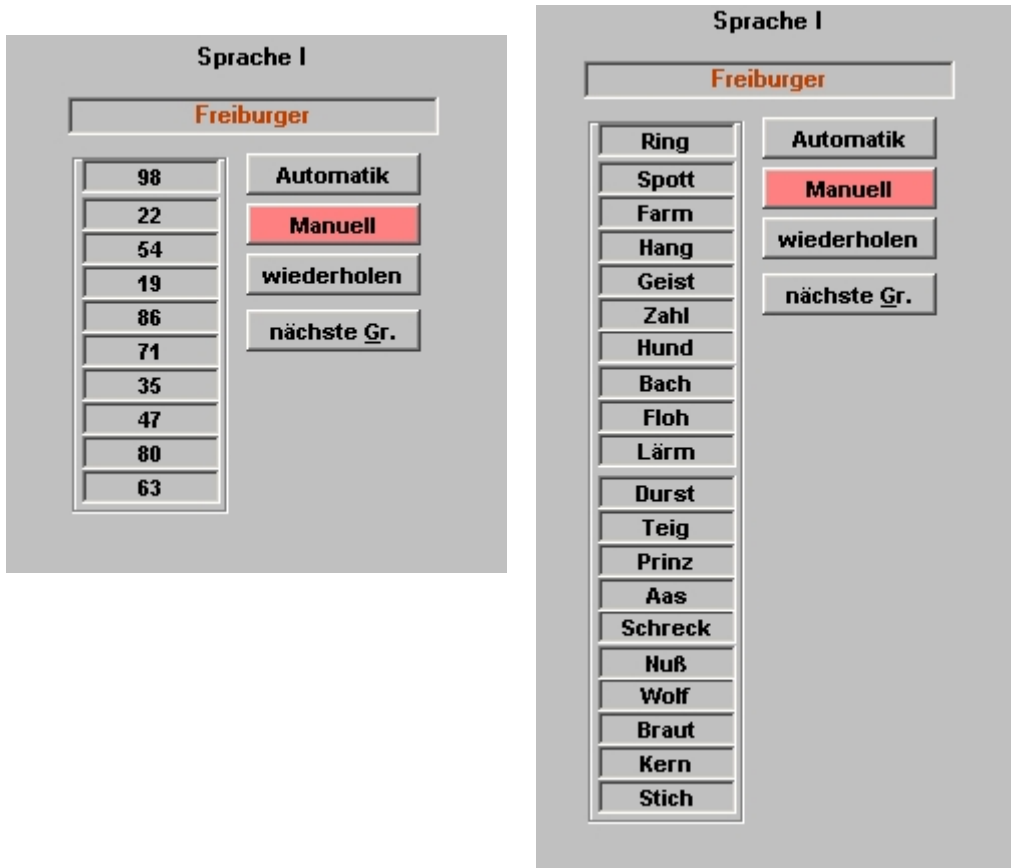 Sprache I
Freiburger
98
22
54
19
86
71
35
47
80
63
Automatik
Manuell
wiederholen
nächste Gr.
Sprache I
Freiburger
Ring
Spott
Farm
Hang
Geist
Zahl
Hund
Bach
Floh
Lärm
Durst
Teig
Prinz
Aas
Schreck
Nuß
Wolf
Braut
Kern
Stich
Automatik
Manuell
wiederholen
nächste Gr.